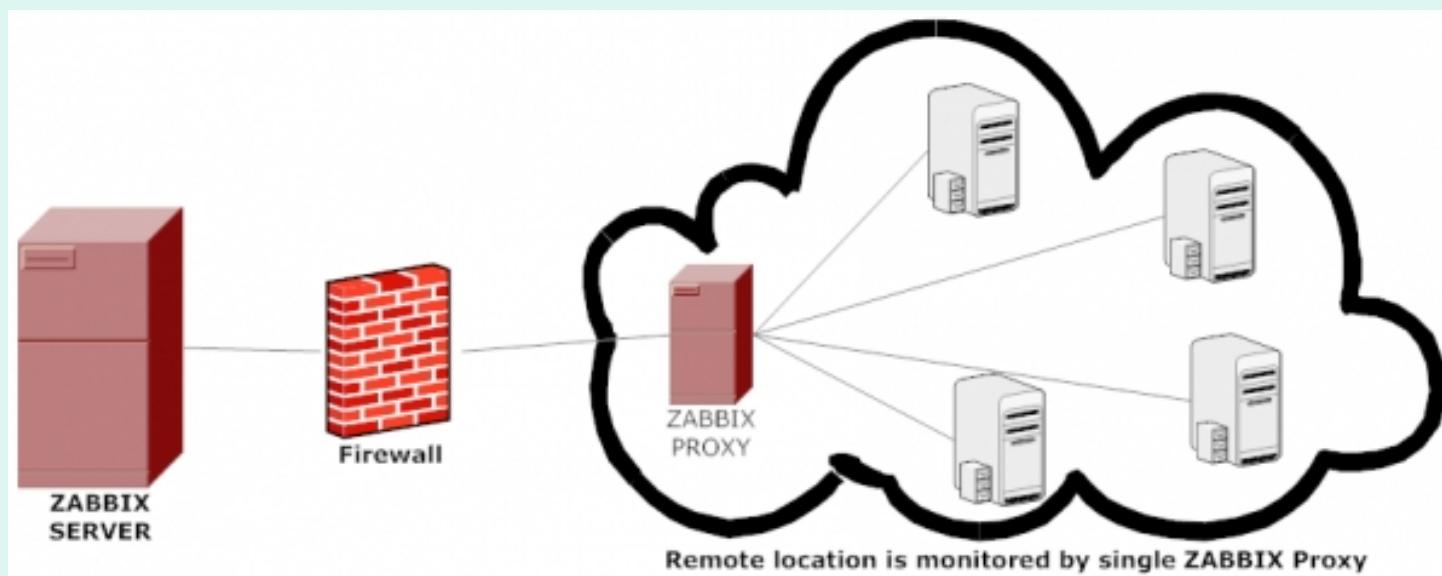 ZABBIX
SERVER
Firewall
ZABBIX
PROXY
Remote location is monitored by single ZABBIX Proxy